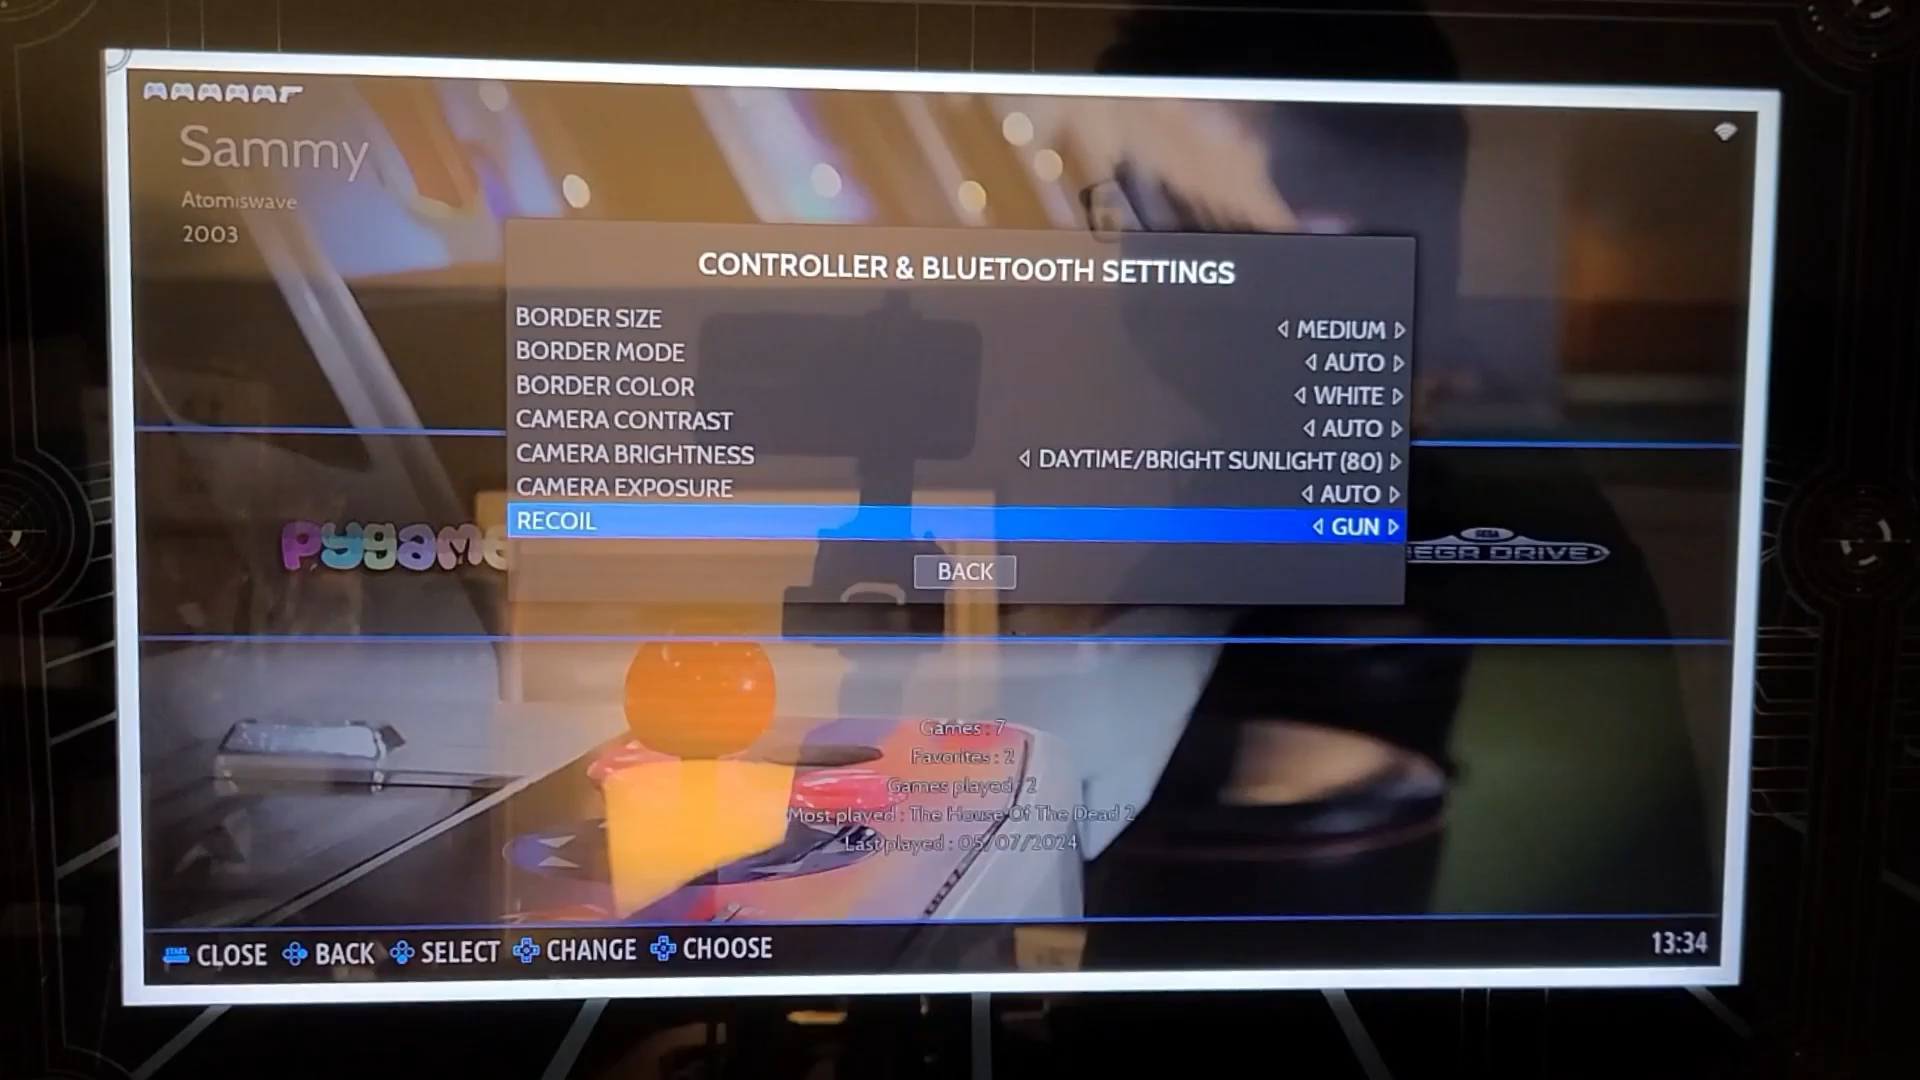 Sammy
Atomiswave
2003
CONTROLLER & BLUETOOTH SETTINGS
BORDER SIZE MEDIUM
BORDER MODE AUTO
BORDER COLOR WHITE
CAMERA CONTRAST AUTO
CAMERA BRIGHTNESS DAYTIME/BRIGHT SUNLIGHT (80)
CAMERA EXPOSURE AUTO
RECOIL GUN
BACK
pygame
SEGA
EGA DRIVE
Games : 7
Favorites : 2
Games played : 2
Most played : The House Of The Dead 2
Last played : 05/07/2024
START CLOSE BACK SELECT CHANGE CHOOSE
13:34